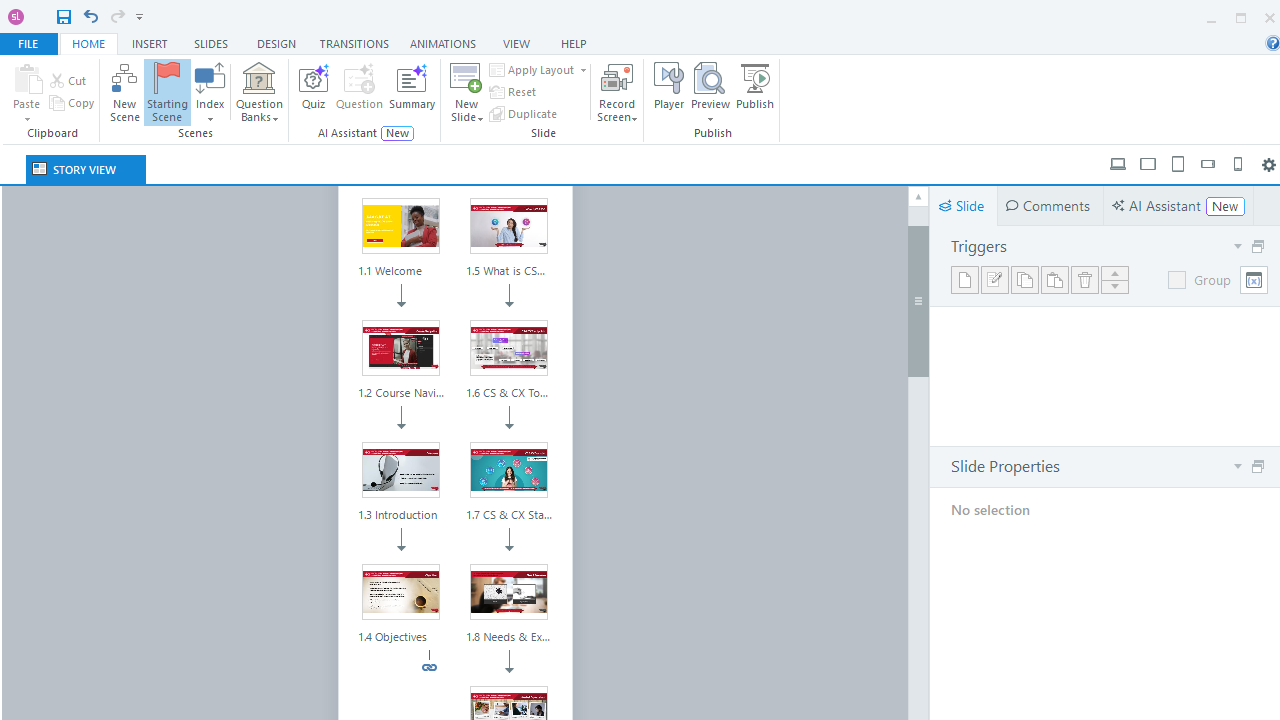 sl
FILE
HOME
INSERT
SLIDES
DESIGN
TRANSITIONS
ANIMATIONS
VIEW
HELP
?
Paste
Cut
Copy
Clipboard
New
Scene
Starting
Scene
Index
Question
Banks
Scenes
Quiz
Question
Summary
AI Assistant New
New
Slide
Apply Layout
Reset
Duplicate
Slide
Record
Screen
Player
Preview
Publish
Publish
STORY VIEW
1.1 Welcome
1.5 What is CS...
1.2 Course Navi...
1.6 CS & CX To...
1.3 Introduction
1.7 CS & CX Sta...
1.4 Objectives
1.8 Needs & Ex...
Slide
Comments
AI Assistant New
Triggers
Group
(x)
Slide Properties
No selection